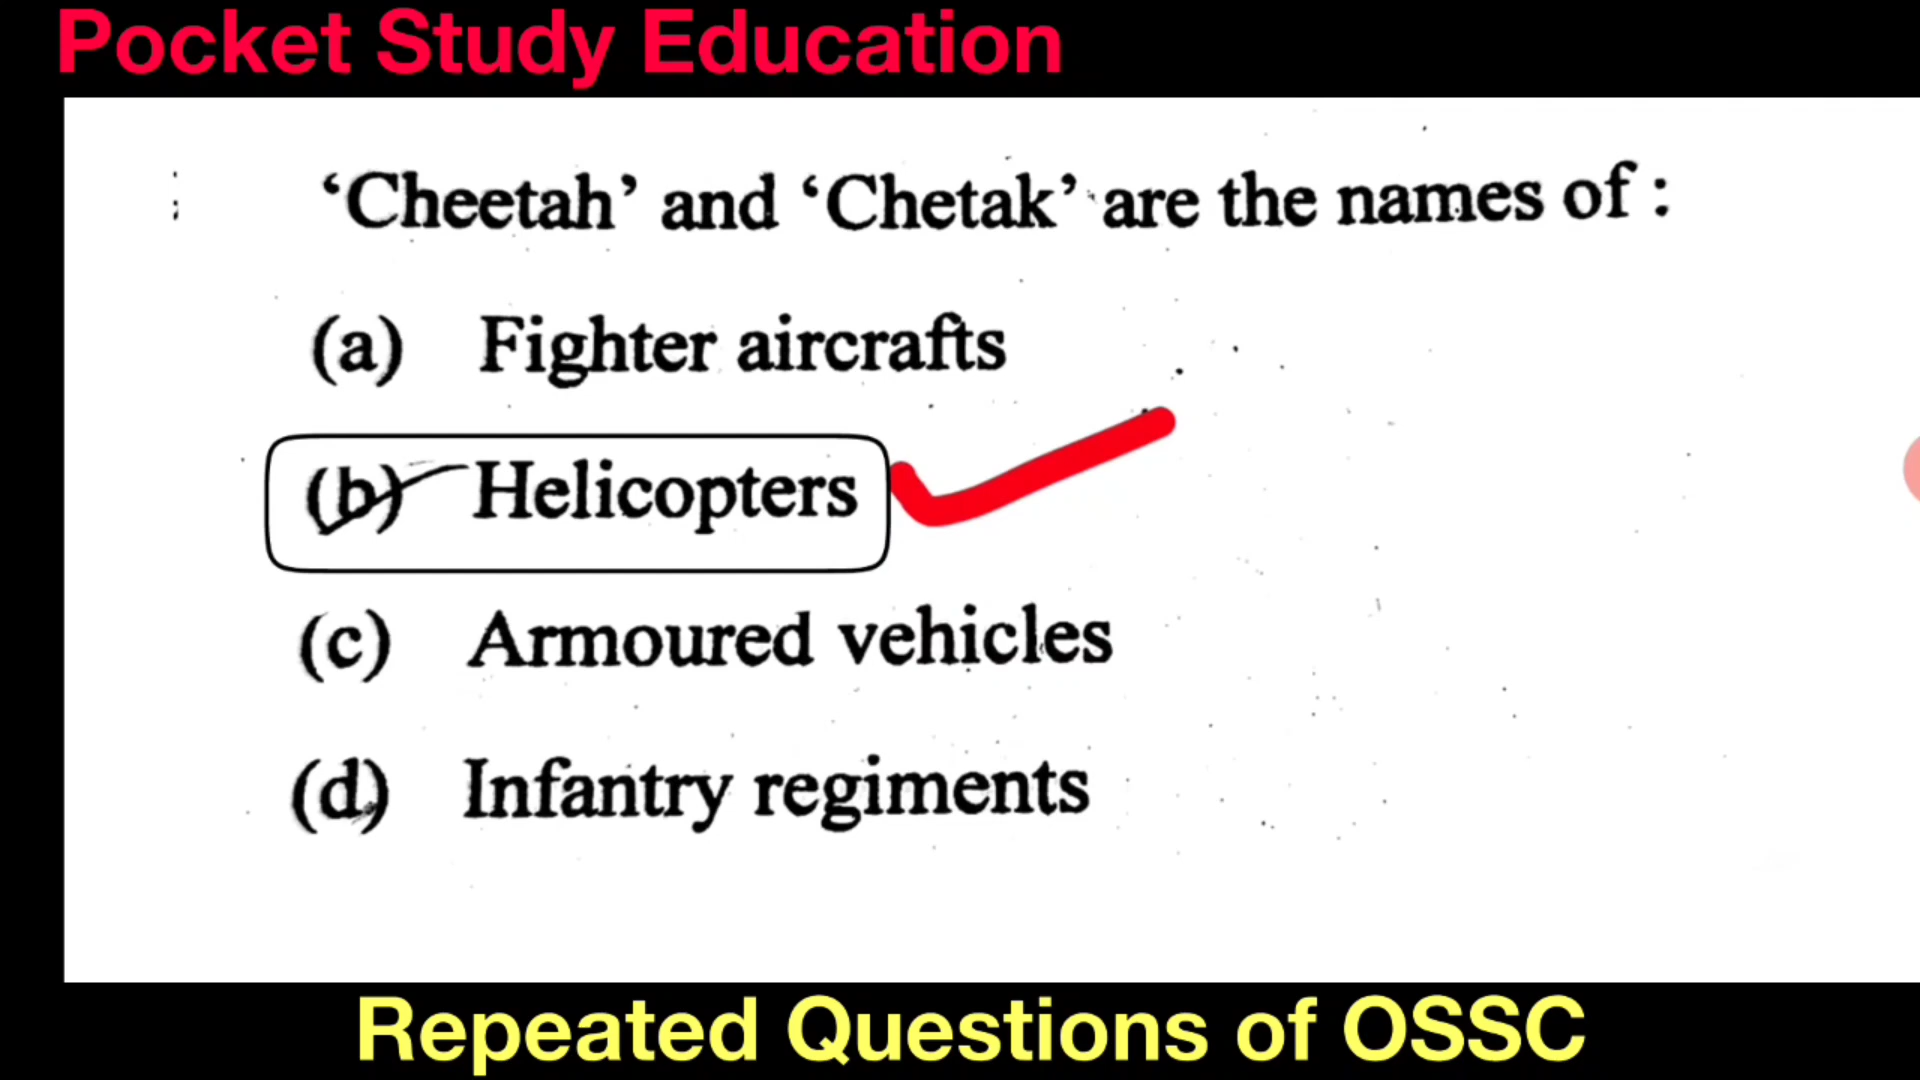 Pocket Study Education
‘Cheetah’ and ‘Chetak’ are the names of :
(a) Fighter aircrafts
(b) Helicopters
(c) Armoured vehicles
(d) Infantry regiments
Repeated Questions of OSSC